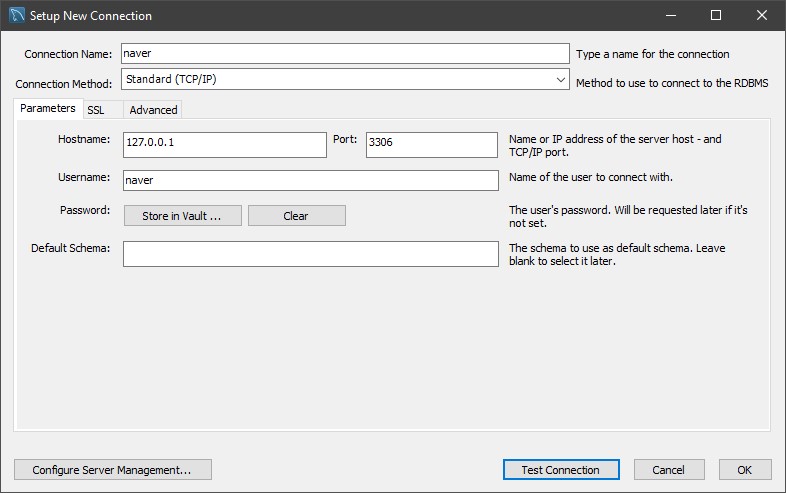 Setup New Connection
Connection Name: naver Type a name for the connection
Connection Method: Standard (TCP/IP) Method to use to connect to the RDBMS
Parameters SSL Advanced
Hostname: 127.0.0.1 Port: 3306 Name or IP address of the server host - and
TCP/IP port.
Username: naver Name of the user to connect with.
Password: Store in Vault ... Clear The user's password. Will be requested later if it's
not set.
Default Schema: The schema to use as default schema. Leave
blank to select it later.
Configure Server Management... Test Connection Cancel OK